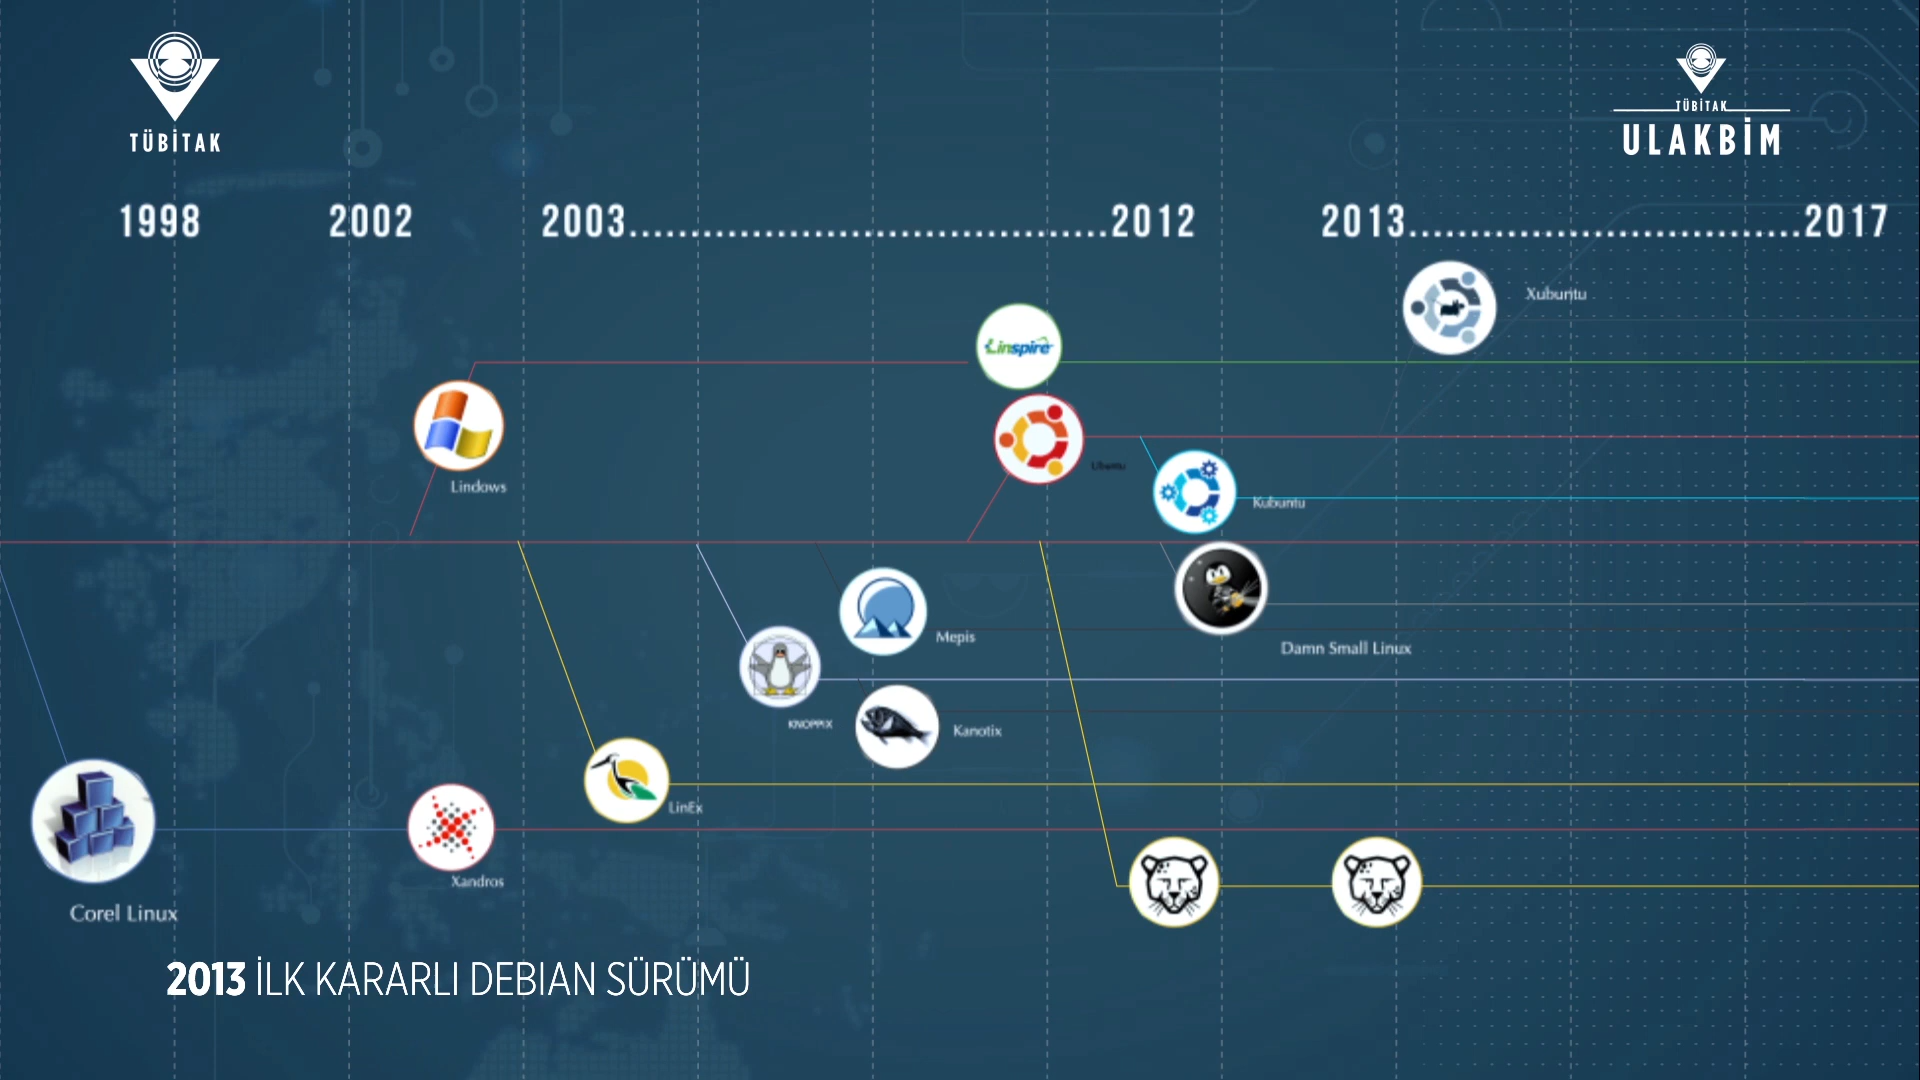 TÜBİTAK
TÜBİTAK
ULAKBİM
1998
2002
2003.......................................2012
2013................................2017
Xubuntu
Linspire
Ubuntu
Lindows
Kubuntu
Mepis
Damn Small Linux
KNOPPIX
Kanotix
LinEx
Xandros
Corel Linux
2013 İLK KARARLI DEBIAN SÜRÜMÜ